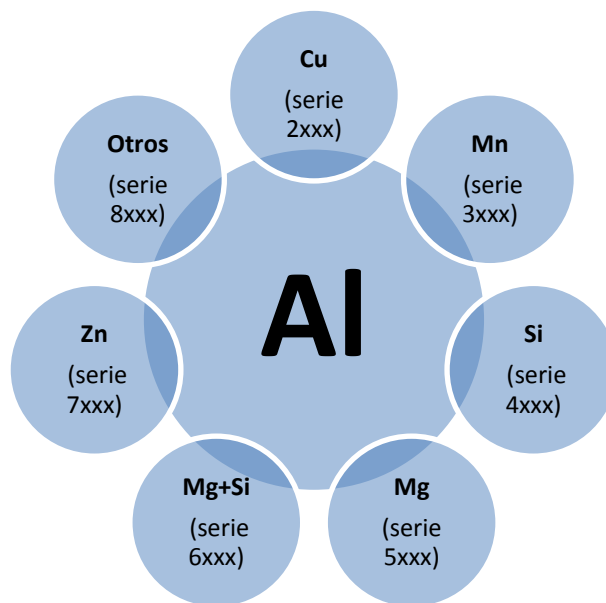 Cu
(serie
2xxx)
Mn
(serie
3xxx)
Si
(serie
4xxx)
Mg
(serie
5xxx)
Mg+Si
(serie
6xxx)
Zn
(serie
7xxx)
Otros
(serie
8xxx)
Al